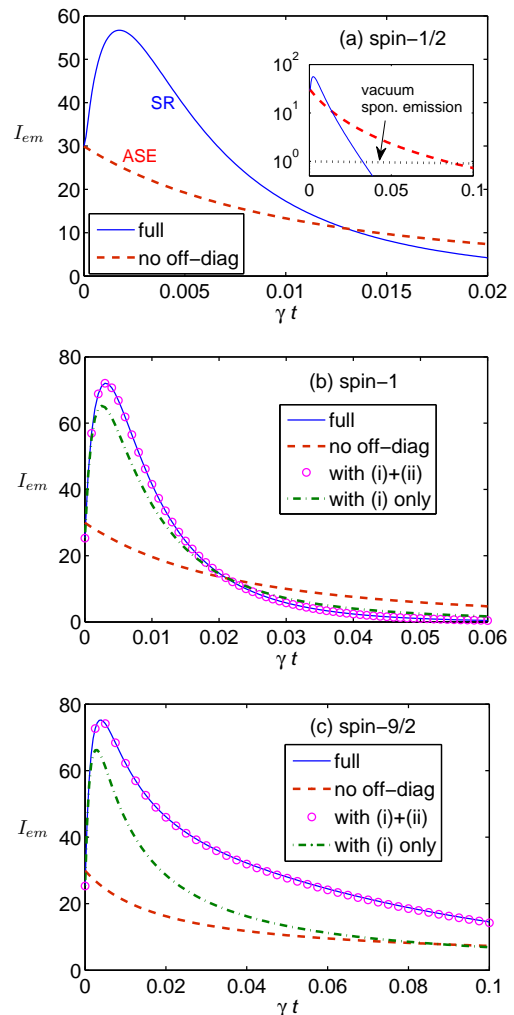 60
50
40
30
20
10
0
I_em
(a) spin−1/2
SR
ASE
full
no off−diag
10^2
10^1
10^0
vacuum
spon. emission
0
0.05
0.1
0
0.005
0.01
0.015
0.02
γ t
80
60
40
20
0
I_em
(b) spin−1
full
no off−diag
with (i)+(ii)
with (i) only
0
0.01
0.02
0.03
0.04
0.05
0.06
γ t
80
60
40
20
0
I_em
(c) spin−9/2
full
no off−diag
with (i)+(ii)
with (i) only
0
0.02
0.04
0.06
0.08
0.1
γ t